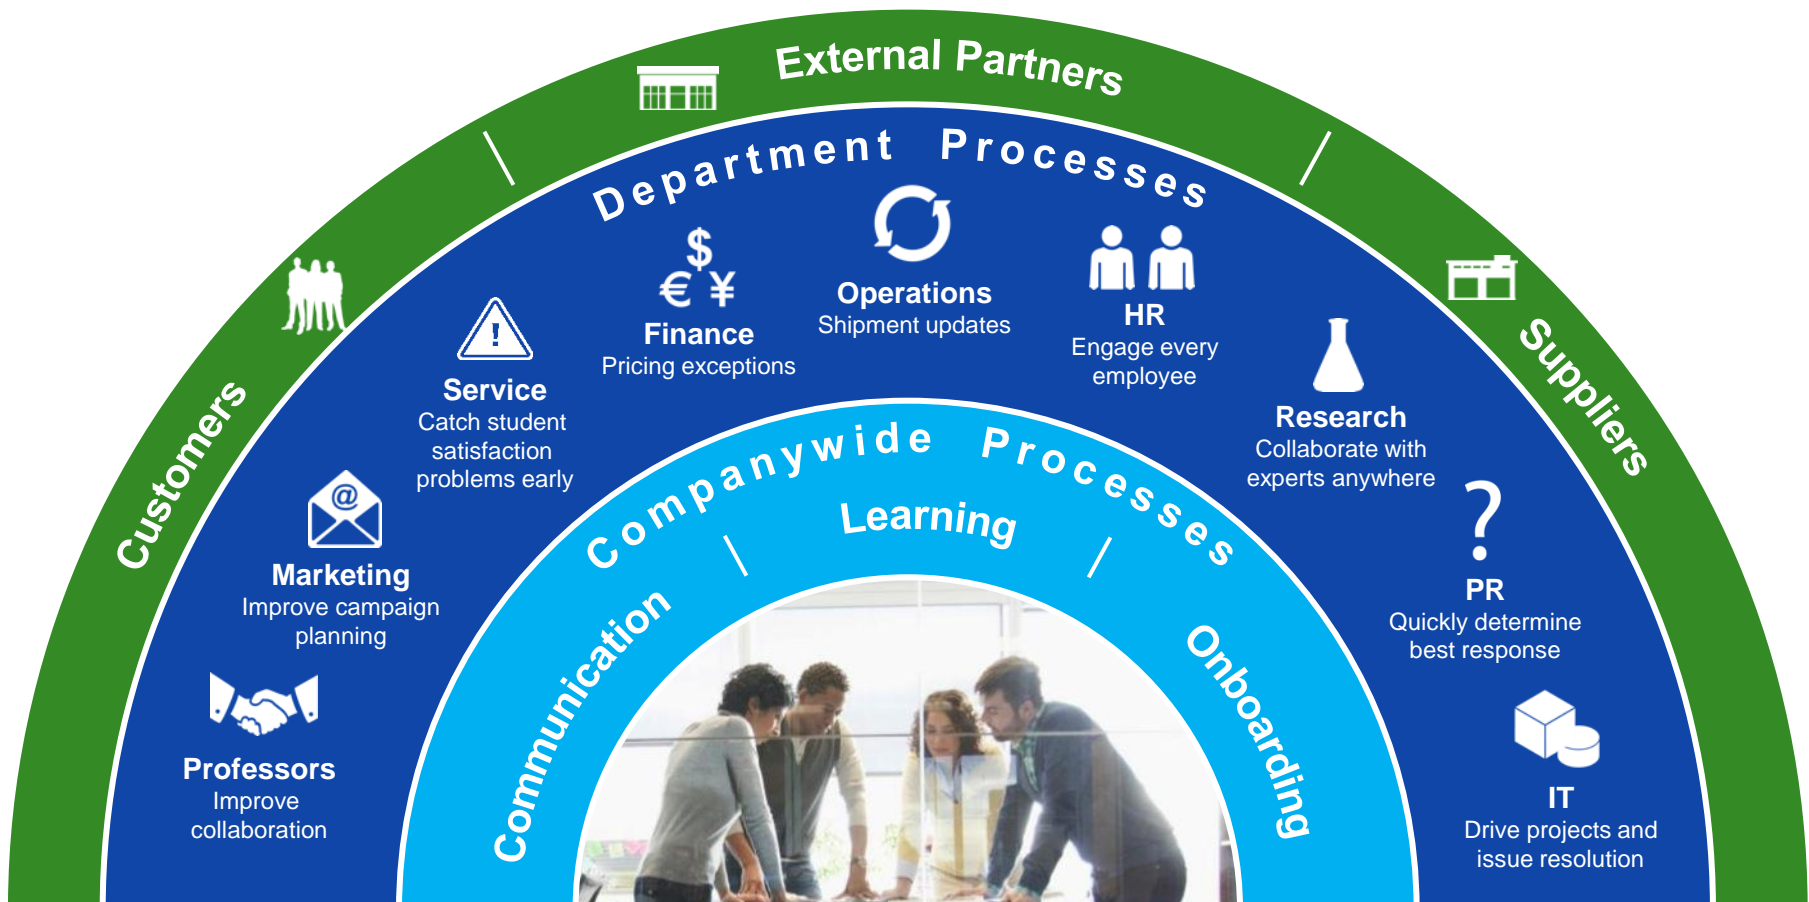 External Partners
Customers
Suppliers
Department Processes
Professors
Improve
collaboration
@
Marketing
Improve campaign
planning
!
Service
Catch student
satisfaction
problems early
$
€ ¥
Finance
Pricing exceptions
Operations
Shipment updates
HR
Engage every
employee
Research
Collaborate with
experts anywhere
?
PR
Quickly determine
best response
IT
Drive projects and
issue resolution
Companywide Processes
Communication
Learning
Onboarding